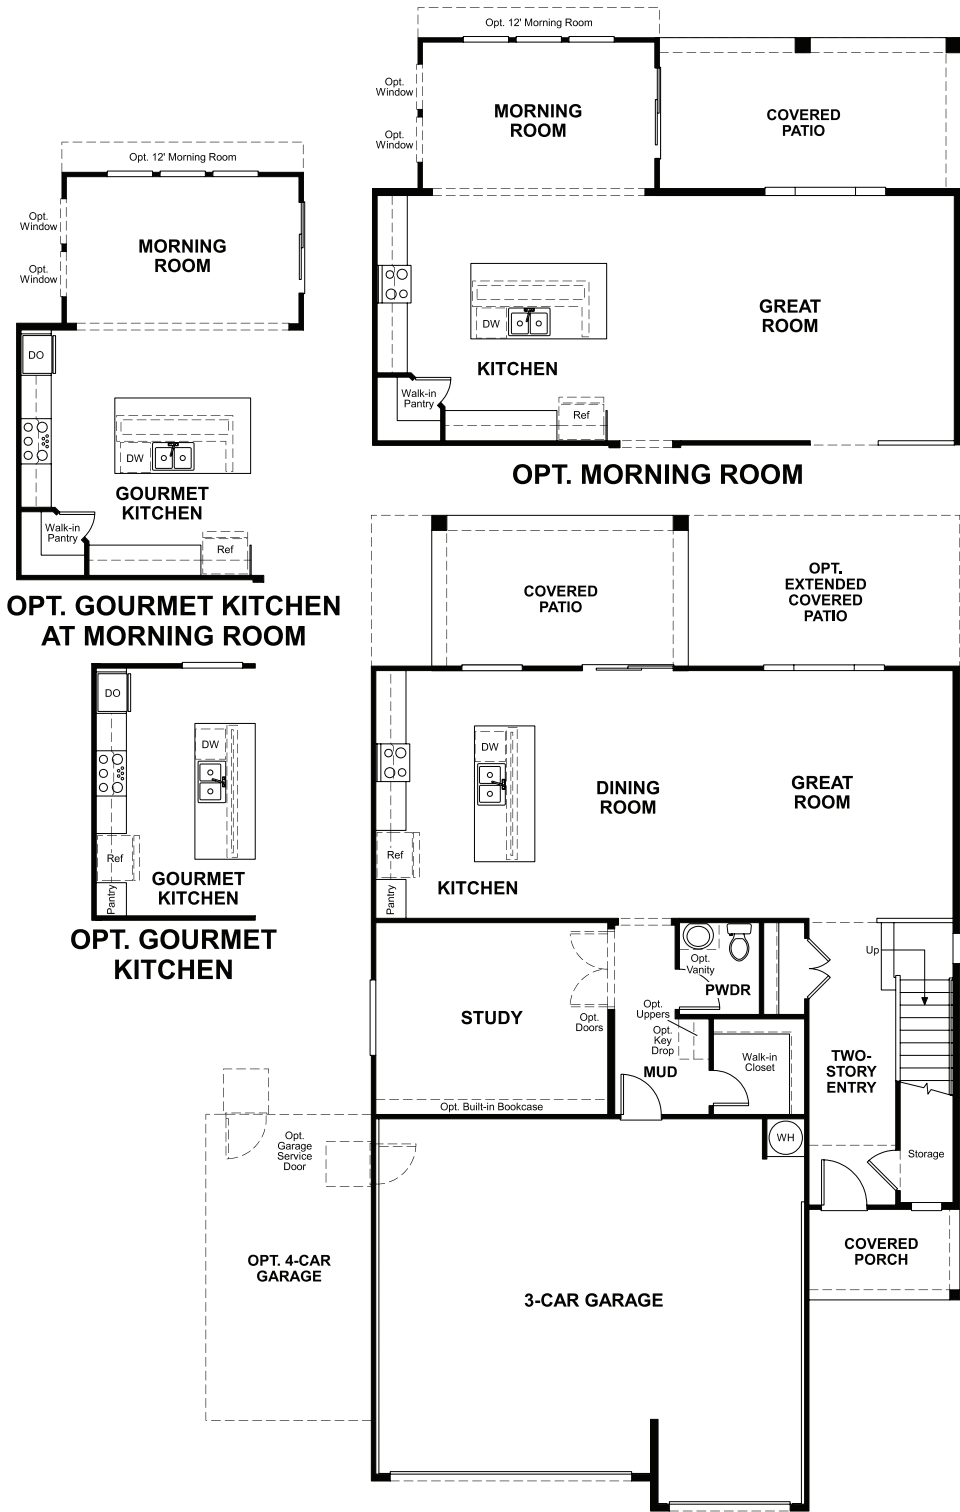 Opt. 12' Morning Room
Opt.
Window
Opt.
Window
MORNING
ROOM
COVERED
PATIO
GREAT
ROOM
DW
KITCHEN
Walk-in
Pantry
Ref
OPT. MORNING ROOM
Opt. 12' Morning Room
Opt.
Window
Opt.
Window
MORNING
ROOM
DO
DW
GOURMET
KITCHEN
Walk-in
Pantry
Ref
OPT. GOURMET KITCHEN
AT MORNING ROOM
DO
DW
Ref
Pantry
GOURMET
KITCHEN
OPT. GOURMET
KITCHEN
COVERED
PATIO
OPT.
EXTENDED
COVERED
PATIO
DW
DINING
ROOM
GREAT
ROOM
Ref
Pantry
KITCHEN
Opt.
Vanity
PWDR
Up
STUDY
Opt.
Doors
Opt.
Uppers
Opt.
Key
Drop
MUD
Walk-in
Closet
TWO-
STORY
ENTRY
Opt. Built-in Bookcase
Opt.
Garage
Service
Door
WH
Storage
OPT. 4-CAR
GARAGE
3-CAR GARAGE
COVERED
PORCH